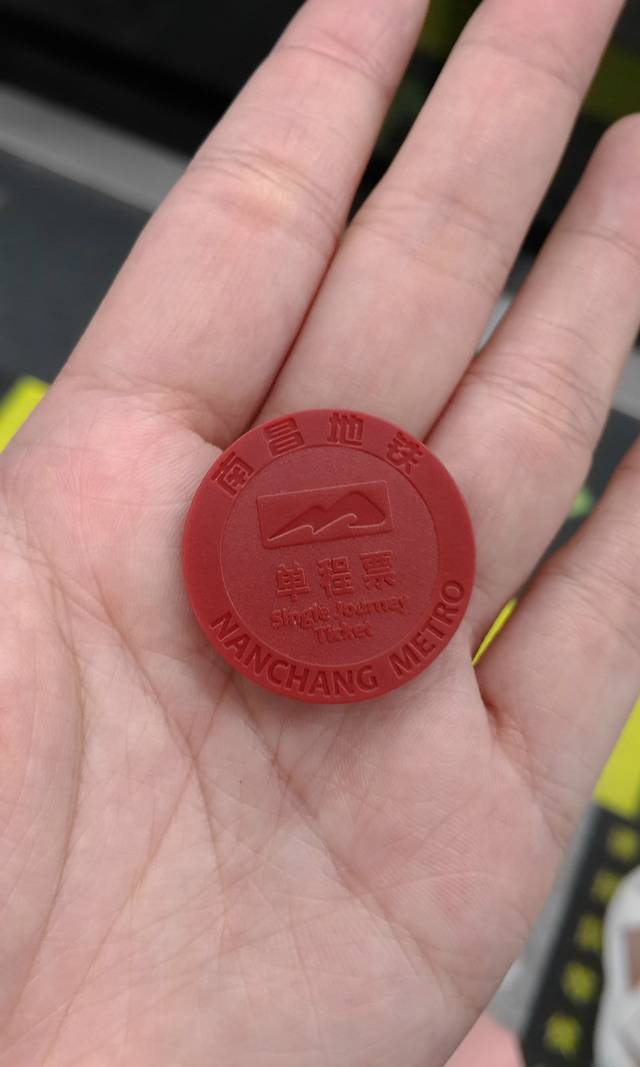 南昌地铁
单程票
Single Journey
Ticket
NANCHANG METRO